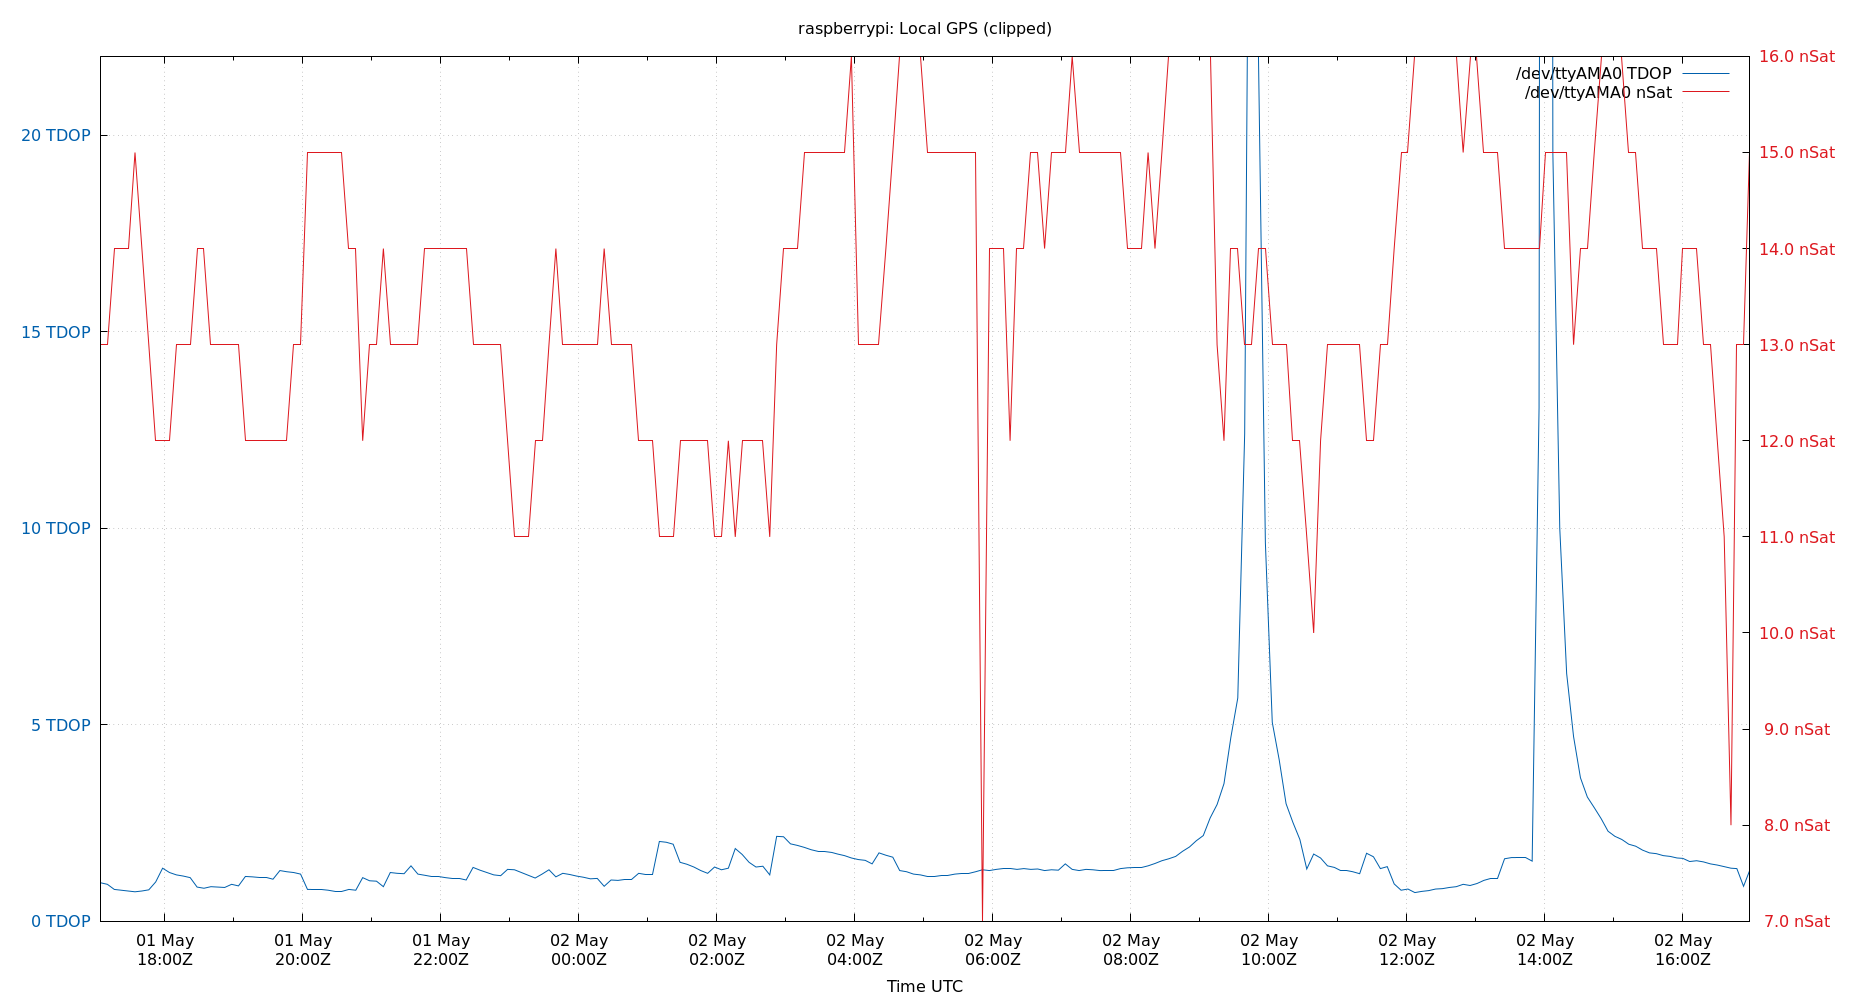 raspberrypi: Local GPS (clipped)
/dev/ttyAMA0 TDOP
/dev/ttyAMA0 nSat
20 TDOP
15 TDOP
10 TDOP
5 TDOP
0 TDOP
16.0 nSat
15.0 nSat
14.0 nSat
13.0 nSat
12.0 nSat
11.0 nSat
10.0 nSat
9.0 nSat
8.0 nSat
7.0 nSat
01 May 18:00Z
01 May 20:00Z
01 May 22:00Z
02 May 00:00Z
02 May 02:00Z
02 May 04:00Z
02 May 06:00Z
02 May 08:00Z
02 May 10:00Z
02 May 12:00Z
02 May 14:00Z
02 May 16:00Z
Time UTC